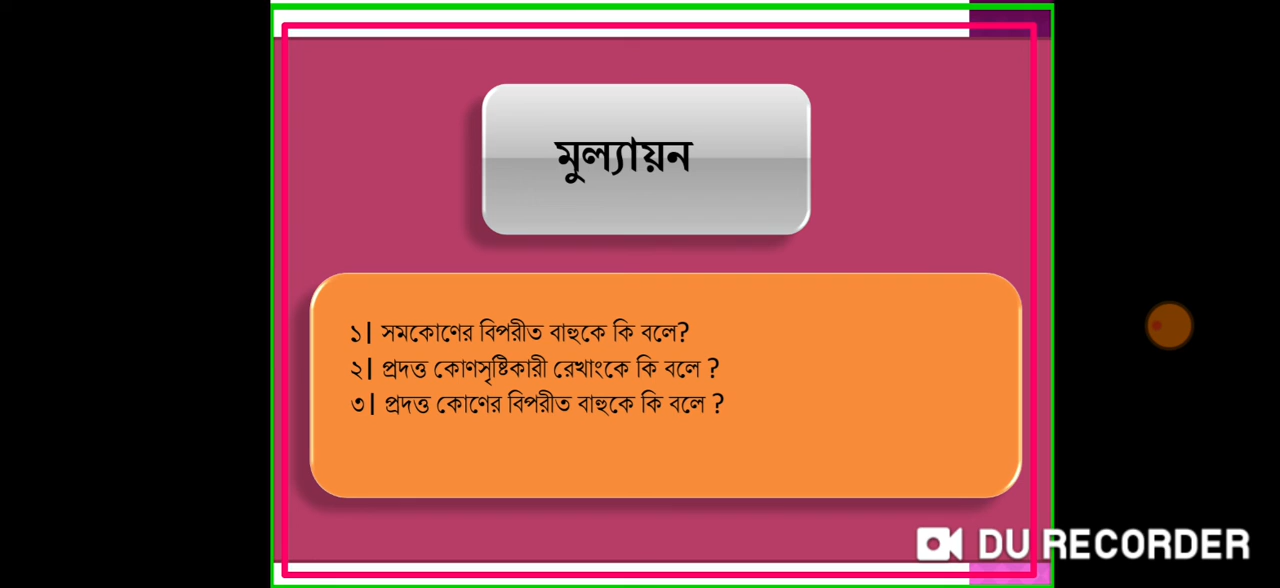 মুল্যায়ন
১| সমকোণের বিপরীত বাহুকে কি বলে?
২| প্রদত্ত কোণসৃষ্টিকারী রেখাংকে কি বলে ?
৩| প্রদত্ত কোণের বিপরীত বাহুকে কি বলে ?
DU RECORDER